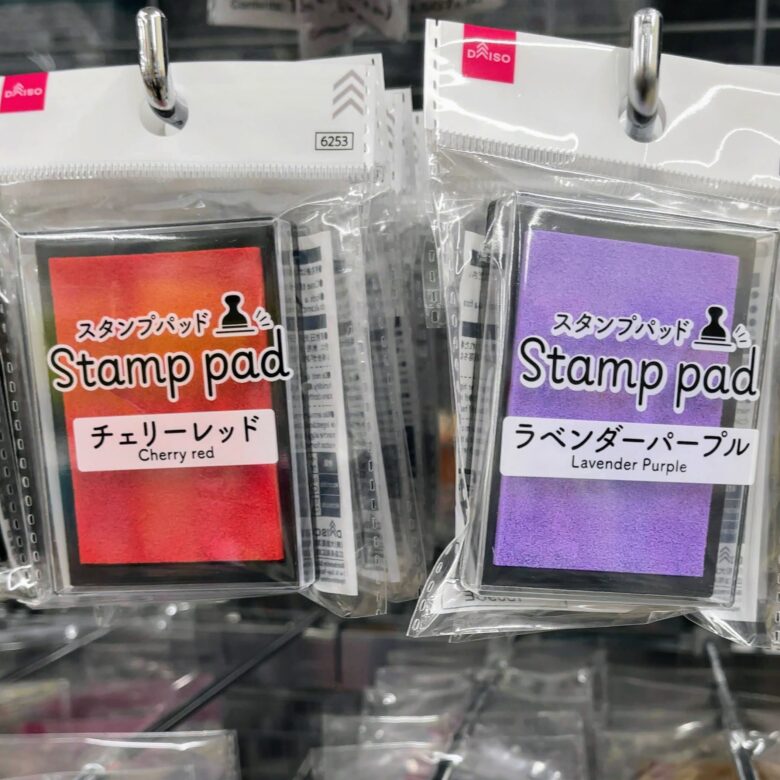 DAISO
6253
スタンプパッド
Stamp pad
チェリーレッド
Cherry red
DAISO
スタンプパッド
Stamp pad
ラベンダーパープル
Lavender Purple